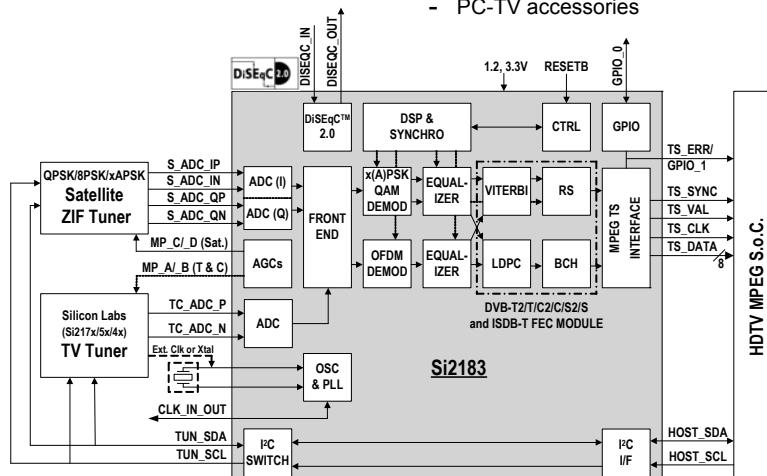 - PC-TV accessories
DISEQC_IN
DISEQC_OUT
DiSEqC 2.0
1.2, 3.3V
RESETB
GPIO_0
DiSEqC™
2.0
DSP &
SYNCHRO
CTRL
GPIO
TS_ERR/
GPIO_1
QPSK/8PSK/xAPSK
Satellite
ZIF Tuner
S_ADC_IP
S_ADC_IN
S_ADC_QP
S_ADC_QN
ADC (I)
ADC (Q)
FRONT
END
x(A)PSK
QAM
DEMOD
EQUAL-
IZER
VITERBI
RS
MPEG TS
INTERFACE
TS_SYNC
TS_VAL
TS_CLK
TS_DATA
8
HDTV MPEG S.o.C.
MP_C/_D (Sat.)
MP_A/_B (T & C)
AGCs
OFDM
DEMOD
EQUAL-
IZER
LDPC
BCH
Silicon Labs
(Si217x/5x/4x)
TV Tuner
TC_ADC_P
TC_ADC_N
ADC
DVB-T2/T/C2/C/S2/S
and ISDB-T FEC MODULE
Ext. Clk or Xtal
OSC
& PLL
Si2183
CLK_IN_OUT
TUN_SDA
TUN_SCL
I²C
SWITCH
I²C
I/F
HOST_SDA
HOST_SCL